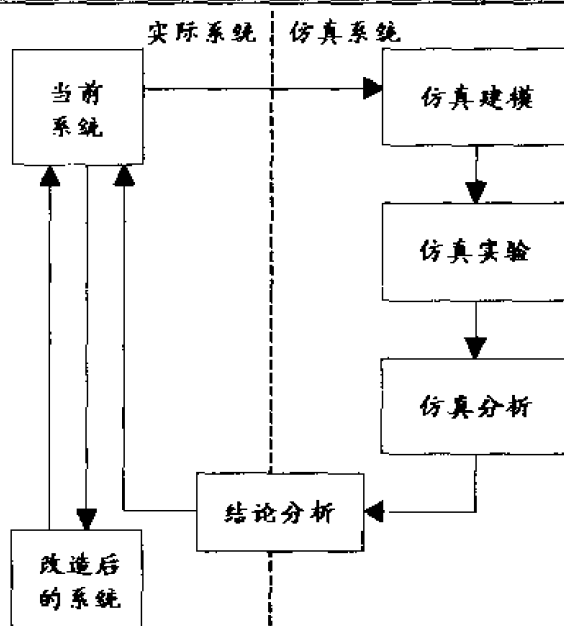 实际系统 仿真系统
当前
系统
仿真建模
仿真实验
仿真分析
结论分析
改造后
的系统